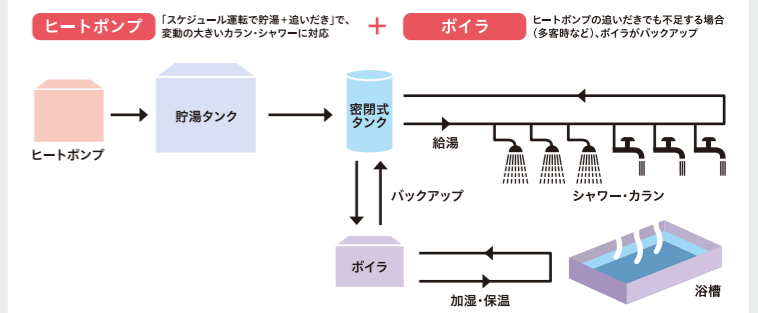 ヒートポンプ
「スケジュール運転で貯湯+追いだき」で、
変動の大きいカラン・シャワーに対応
+
ボイラ
ヒートポンプの追いだきでも不足する場合
（多客時など）、ボイラがバックアップ
ヒートポンプ
貯湯タンク
密閉式
タンク
給湯
シャワー・カラン
バックアップ
ボイラ
加湿・保温
浴槽